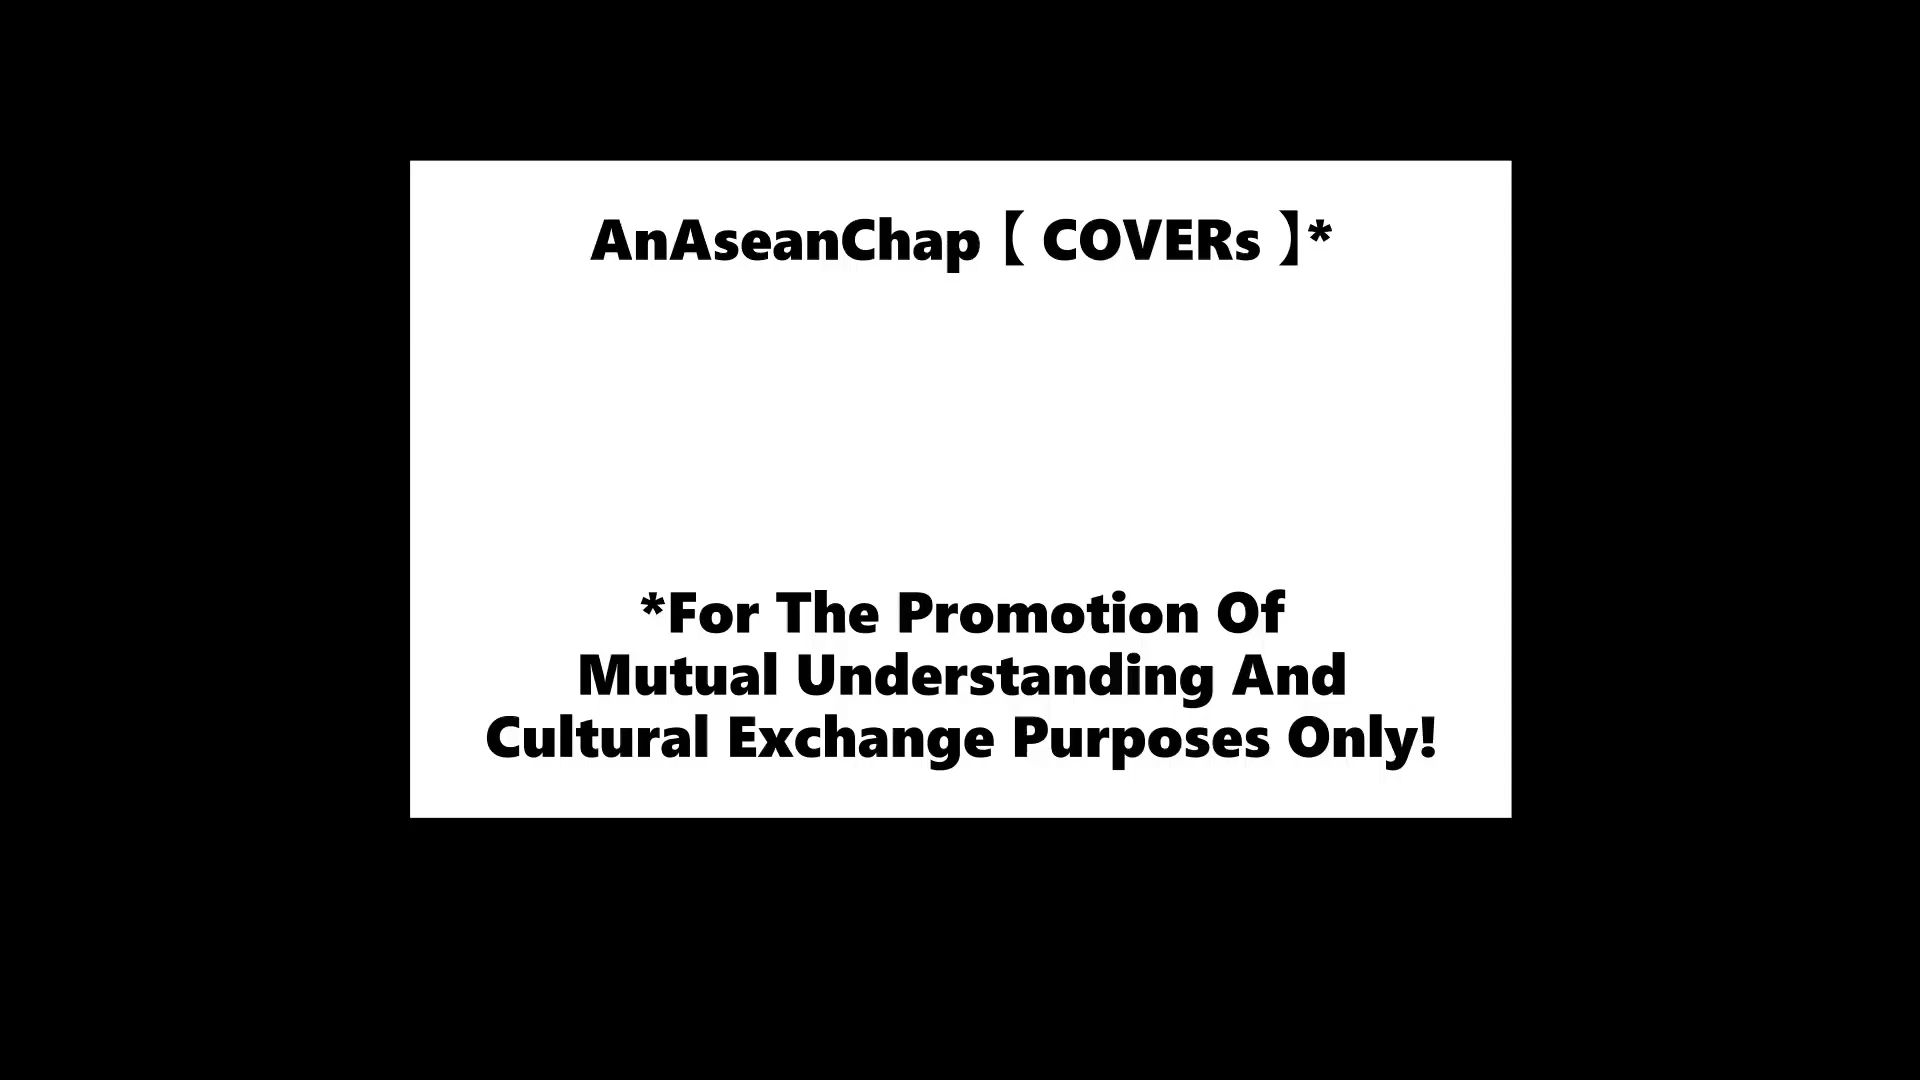 AnAseanChap【 COVERs 】*
*For The Promotion Of
Mutual Understanding And
Cultural Exchange Purposes Only!